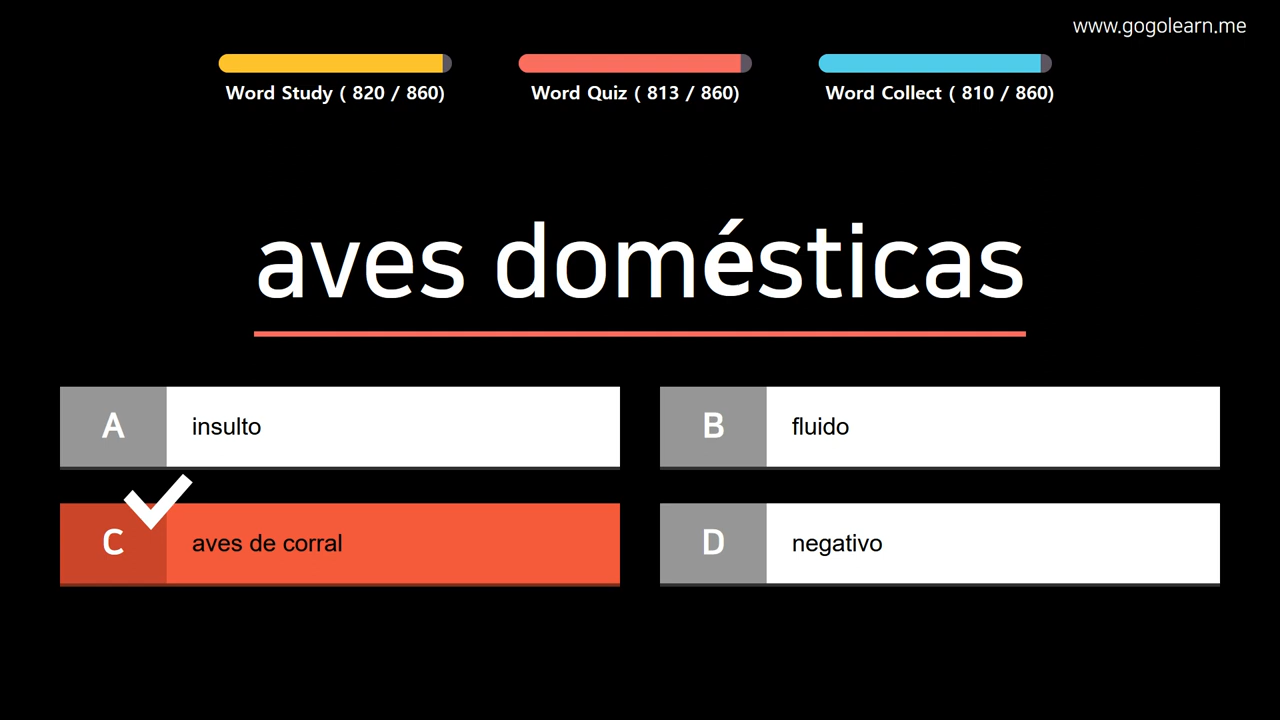 www.gogolearn.me
Word Study ( 820 / 860)
Word Quiz ( 813 / 860)
Word Collect ( 810 / 860)
aves domésticas
A
insulto
B
fluido
C
aves de corral
D
negativo